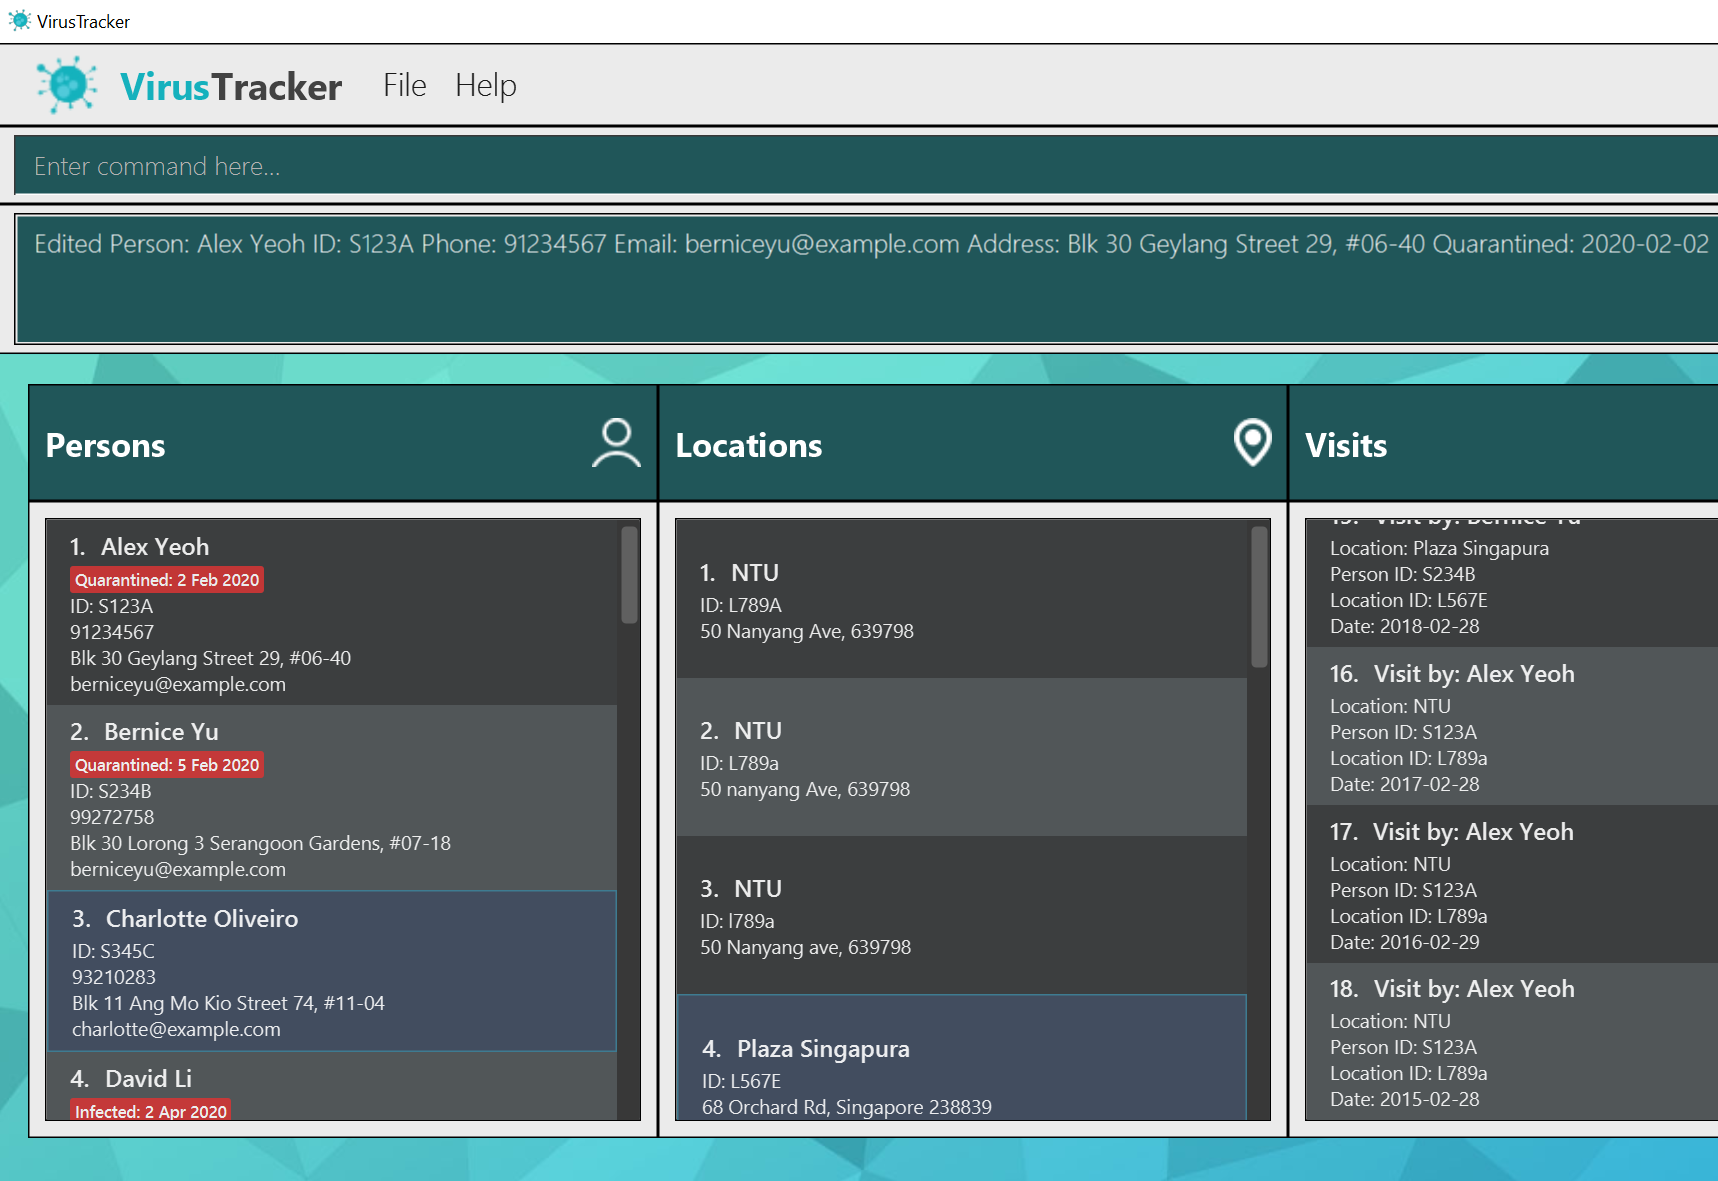 VirusTracker
VirusTracker File Help
Enter command here...
Edited Person: Alex Yeoh ID: S123A Phone: 91234567 Email: berniceyu@example.com Address: Blk 30 Geylang Street 29, #06-40 Quarantined: 2020-02-02
Persons
1. Alex Yeoh
Quarantined: 2 Feb 2020
ID: S123A
91234567
Blk 30 Geylang Street 29, #06-40
berniceyu@example.com
2. Bernice Yu
Quarantined: 5 Feb 2020
ID: S234B
99272758
Blk 30 Lorong 3 Serangoon Gardens, #07-18
berniceyu@example.com
3. Charlotte Oliveiro
ID: S345C
93210283
Blk 11 Ang Mo Kio Street 74, #11-04
charlotte@example.com
4. David Li
Infected: 2 Apr 2020
Locations
1. NTU
ID: L789A
50 Nanyang Ave, 639798
2. NTU
ID: L789a
50 nanyang Ave, 639798
3. NTU
ID: l789a
50 Nanyang ave, 639798
4. Plaza Singapura
ID: L567E
68 Orchard Rd, Singapore 238839
Visits
15. Visit by: Bernice Yu
Location: Plaza Singapura
Person ID: S234B
Location ID: L567E
Date: 2018-02-28
16. Visit by: Alex Yeoh
Location: NTU
Person ID: S123A
Location ID: L789a
Date: 2017-02-28
17. Visit by: Alex Yeoh
Location: NTU
Person ID: S123A
Location ID: L789a
Date: 2016-02-29
18. Visit by: Alex Yeoh
Location: NTU
Person ID: S123A
Location ID: L789a
Date: 2015-02-28